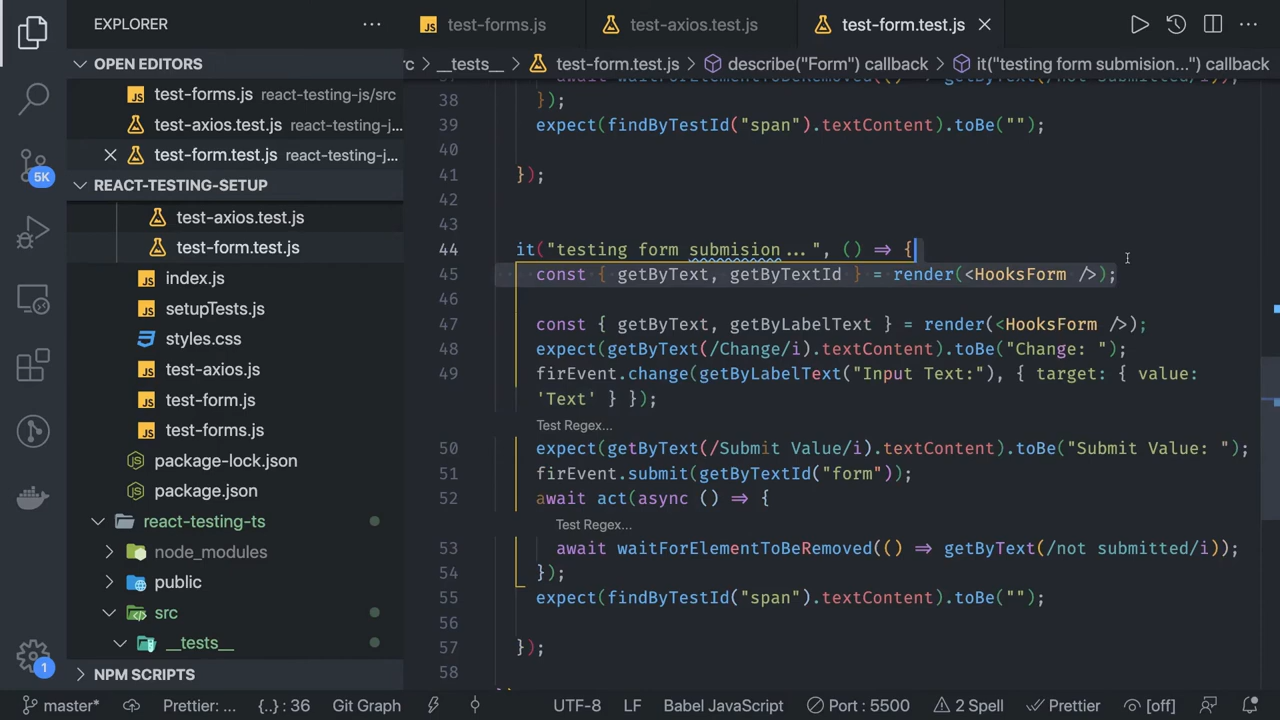 EXPLORER
OPEN EDITORS
test-forms.js react-testing-js/src
test-axios.test.js react-testing-j...
test-form.test.js react-testing-j...
REACT-TESTING-SETUP
test-axios.test.js
test-form.test.js
index.js
setupTests.js
styles.css
test-axios.js
test-form.js
test-forms.js
package-lock.json
package.json
react-testing-ts
node_modules
public
src
__tests__
NPM SCRIPTS
5K
1
test-forms.js
test-axios.test.js
test-form.test.js
rc > __tests__ > test-form.test.js > describe("Form") callback > it("testing form submision...") callback
38 });
39 expect(findByTestId("span").textContent).toBe("");
40
41 });
42
43
44 it("testing form submision...", () => {
45 const { getByText, getByTextId } = render(<HooksForm />);
46
47 const { getByText, getByLabelText } = render(<HooksForm />);
48 expect(getByText(/Change/i).textContent).toBe("Change: ");
49 firEvent.change(getByLabelText("Input Text:"), { target: { value:
'Text' } });
Test Regex...
50 expect(getByText(/Submit Value/i).textContent).toBe("Submit Value: ");
51 firEvent.submit(getByTextId("form"));
52 await act(async () => {
Test Regex...
53 await waitForElementToBeRemoved(() => getByText(/not submitted/i));
54 });
55 expect(findByTestId("span").textContent).toBe("");
56
57 });
58
master* Prettier: ... {..} : 36 Git Graph UTF-8 LF Babel JavaScript Port : 5500 2 Spell Prettier [off]